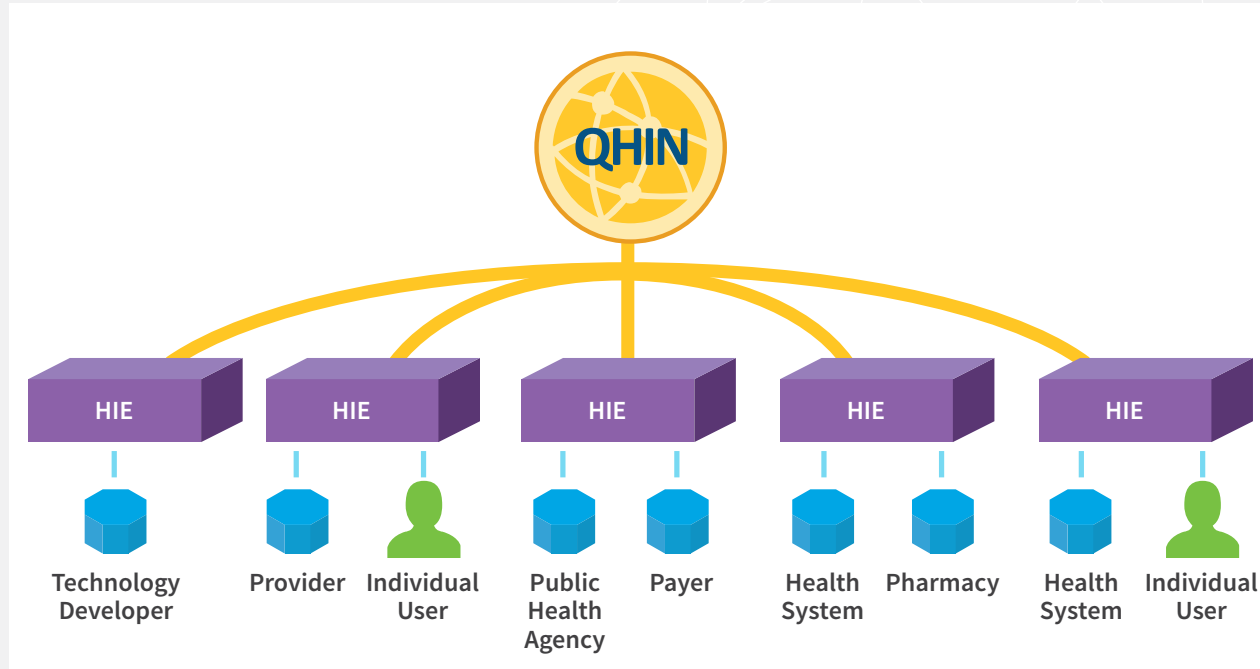 QHIN
HIE
HIE
HIE
HIE
HIE
Technology
Developer
Provider
Individual
User
Public
Health
Agency
Payer
Health
System
Pharmacy
Health
System
Individual
User